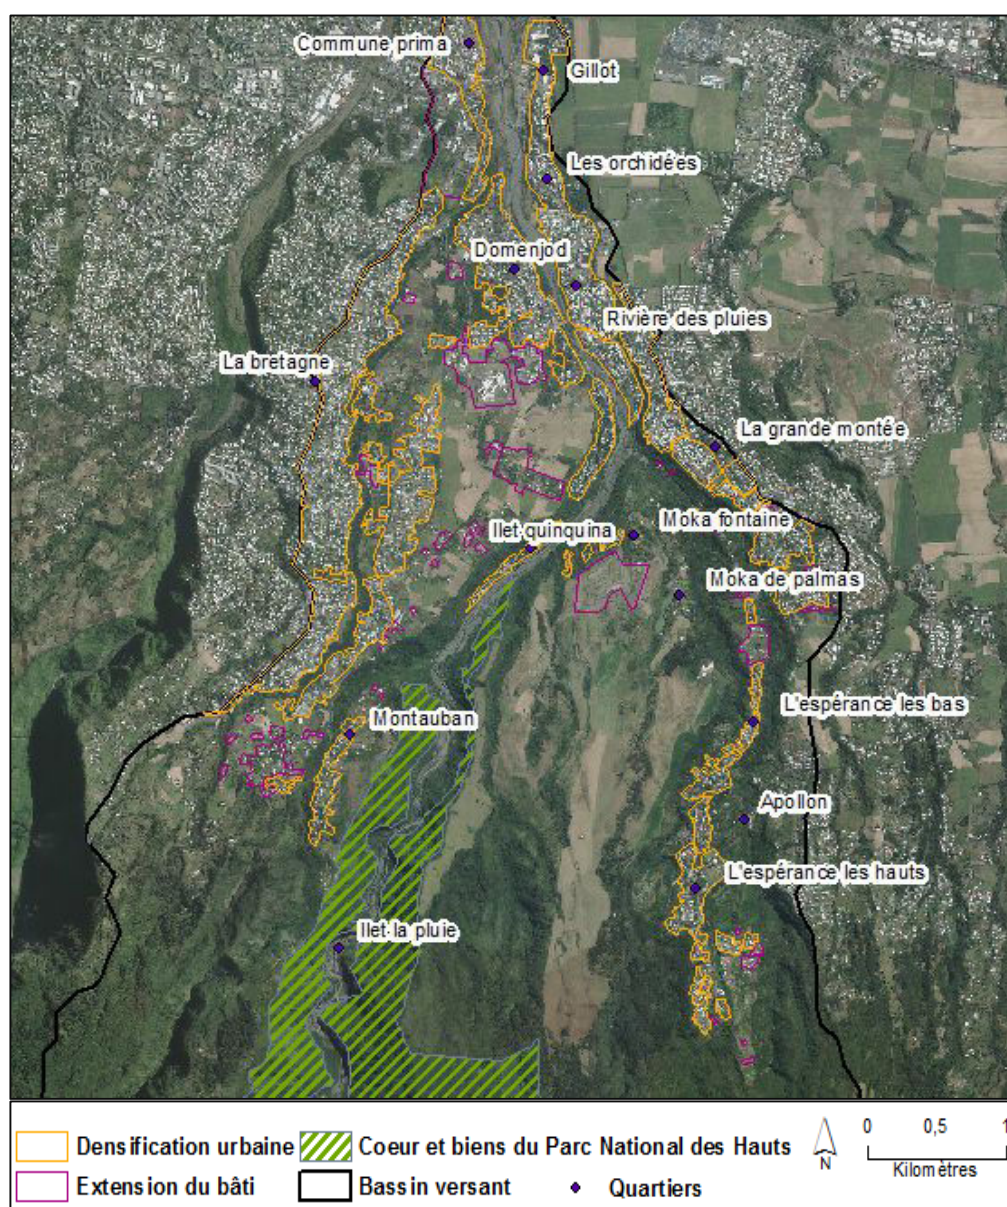 Commune prima
Gillot
Les orchidées
Domenjod
Rivière des pluies
La bretagne
La grande montée
Ilet quinquina
Moka fontaine
Moka de palmas
Montauban
L'espérance les bas
Apollon
L'espérance les hauts
Ilet la pluie
Densification urbaine
Coeur et biens du Parc National des Hauts
Extension du bâti
Bassin versant
Quartiers
N
0 0,5 1
Kilomètres